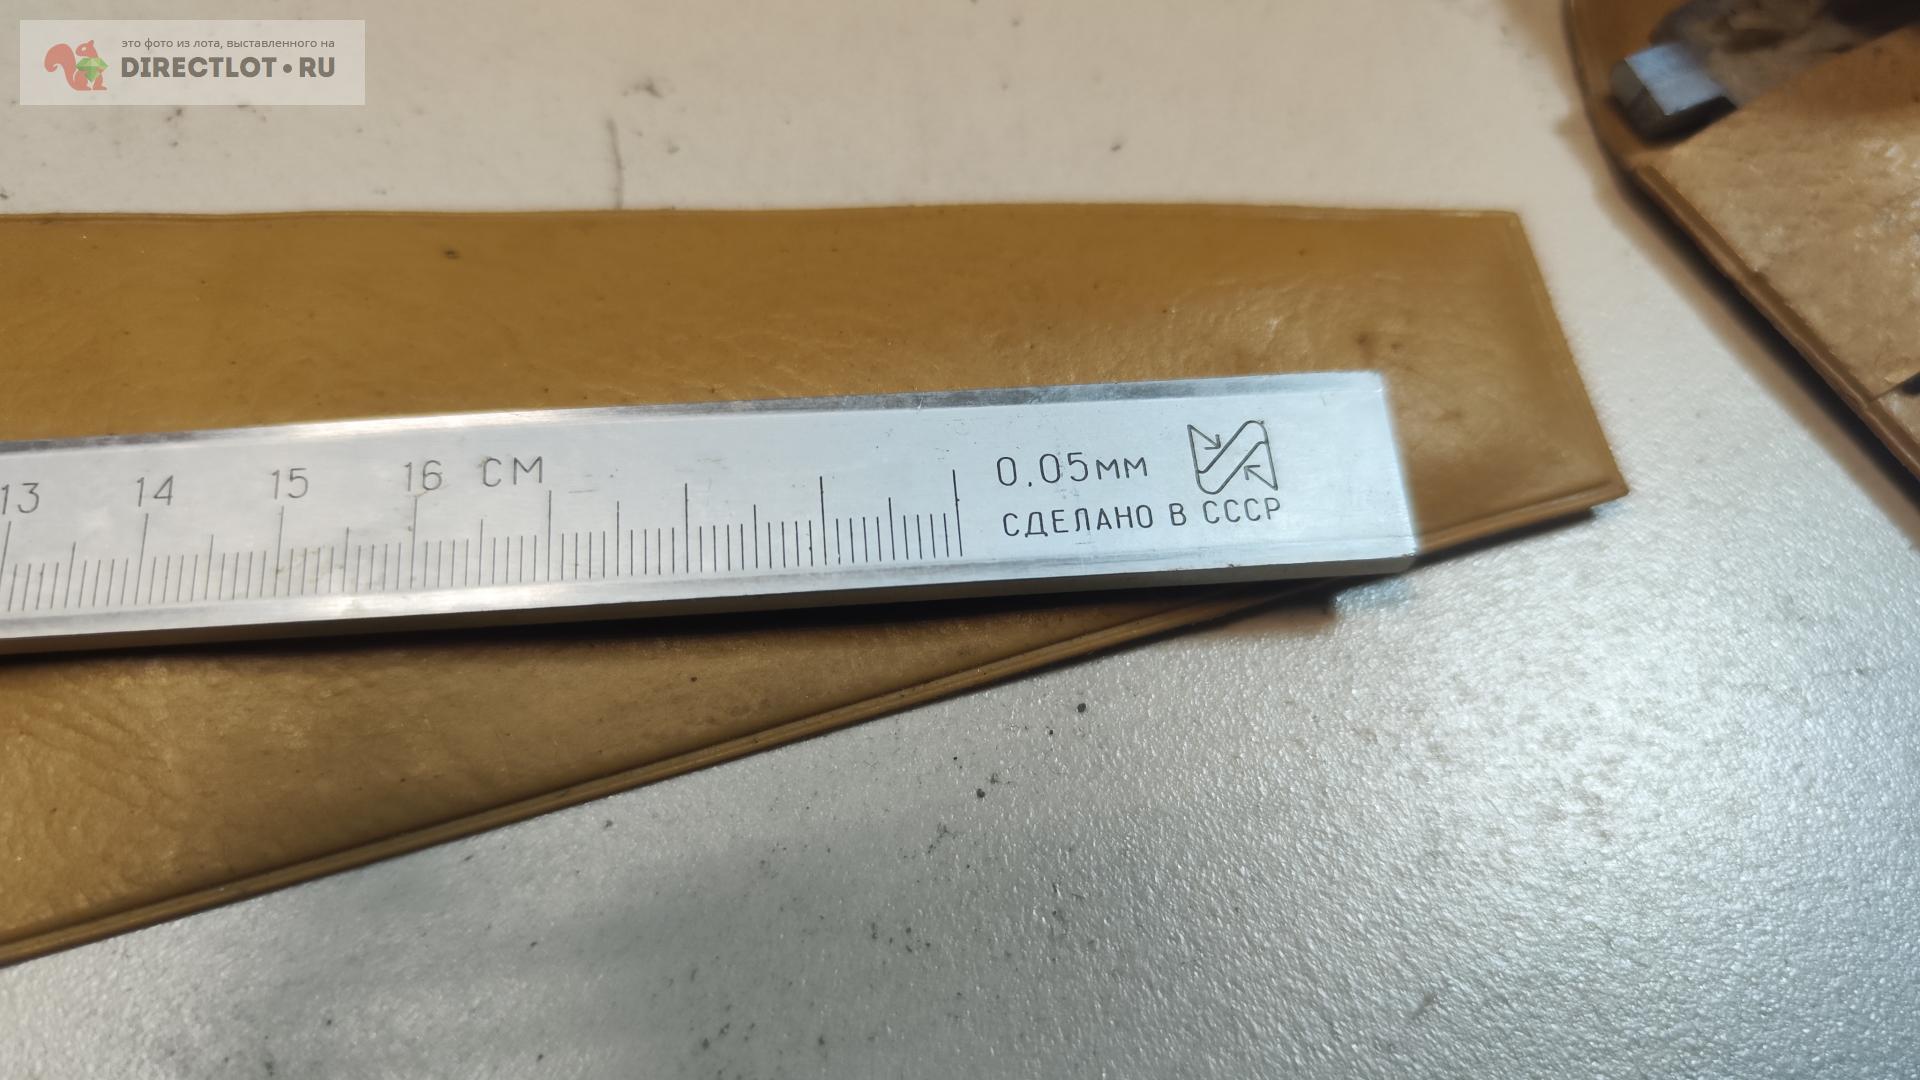 это фото из лота, выставленного на
DIRECTLOT•RU
13 14 15 16 СМ
0.05мм
СДЕЛАНО В СССР